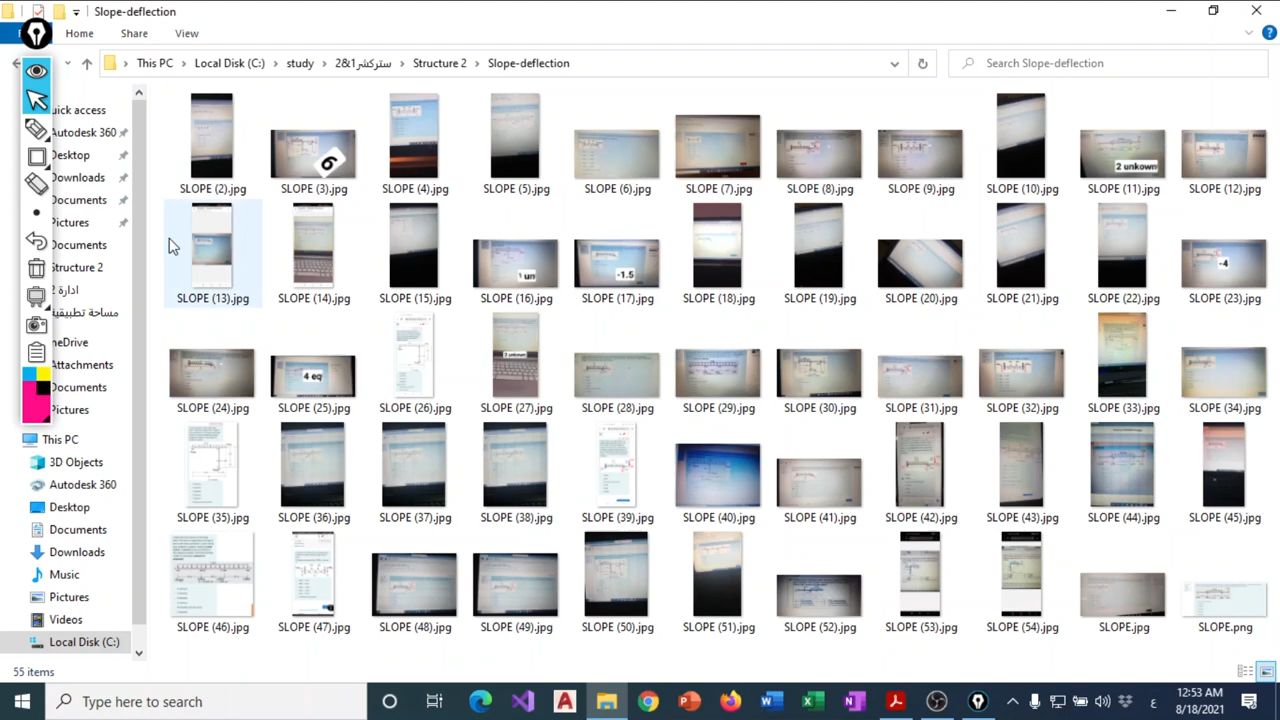 Slope-deflection
Home Share View
This PC Local Disk (C:) study ستركشر1&2 Structure 2 Slope-deflection
Search Slope-deflection
uick access
Autodesk 360
Desktop
Downloads
Documents
Pictures
Documents
Structure 2
ادارة 2
مساحة تطبيقية
neDrive
Attachments
Documents
Pictures
This PC
3D Objects
Autodesk 360
Desktop
Documents
Downloads
Music
Pictures
Videos
Local Disk (C:)
6
2 unkown
SLOPE (2).jpg SLOPE (3).jpg SLOPE (4).jpg SLOPE (5).jpg SLOPE (6).jpg SLOPE (7).jpg SLOPE (8).jpg SLOPE (9).jpg SLOPE (10).jpg SLOPE (11).jpg SLOPE (12).jpg
1 un -1.5 -4
SLOPE (13).jpg SLOPE (14).jpg SLOPE (15).jpg SLOPE (16).jpg SLOPE (17).jpg SLOPE (18).jpg SLOPE (19).jpg SLOPE (20).jpg SLOPE (21).jpg SLOPE (22).jpg SLOPE (23).jpg
4 eq
SLOPE (24).jpg SLOPE (25).jpg SLOPE (26).jpg SLOPE (27).jpg SLOPE (28).jpg SLOPE (29).jpg SLOPE (30).jpg SLOPE (31).jpg SLOPE (32).jpg SLOPE (33).jpg SLOPE (34).jpg
SLOPE (35).jpg SLOPE (36).jpg SLOPE (37).jpg SLOPE (38).jpg SLOPE (39).jpg SLOPE (40).jpg SLOPE (41).jpg SLOPE (42).jpg SLOPE (43).jpg SLOPE (44).jpg SLOPE (45).jpg
SLOPE (46).jpg SLOPE (47).jpg SLOPE (48).jpg SLOPE (49).jpg SLOPE (50).jpg SLOPE (51).jpg SLOPE (52).jpg SLOPE (53).jpg SLOPE (54).jpg SLOPE.jpg SLOPE.png
55 items
Type here to search
ع
12:53 AM
8/18/2021